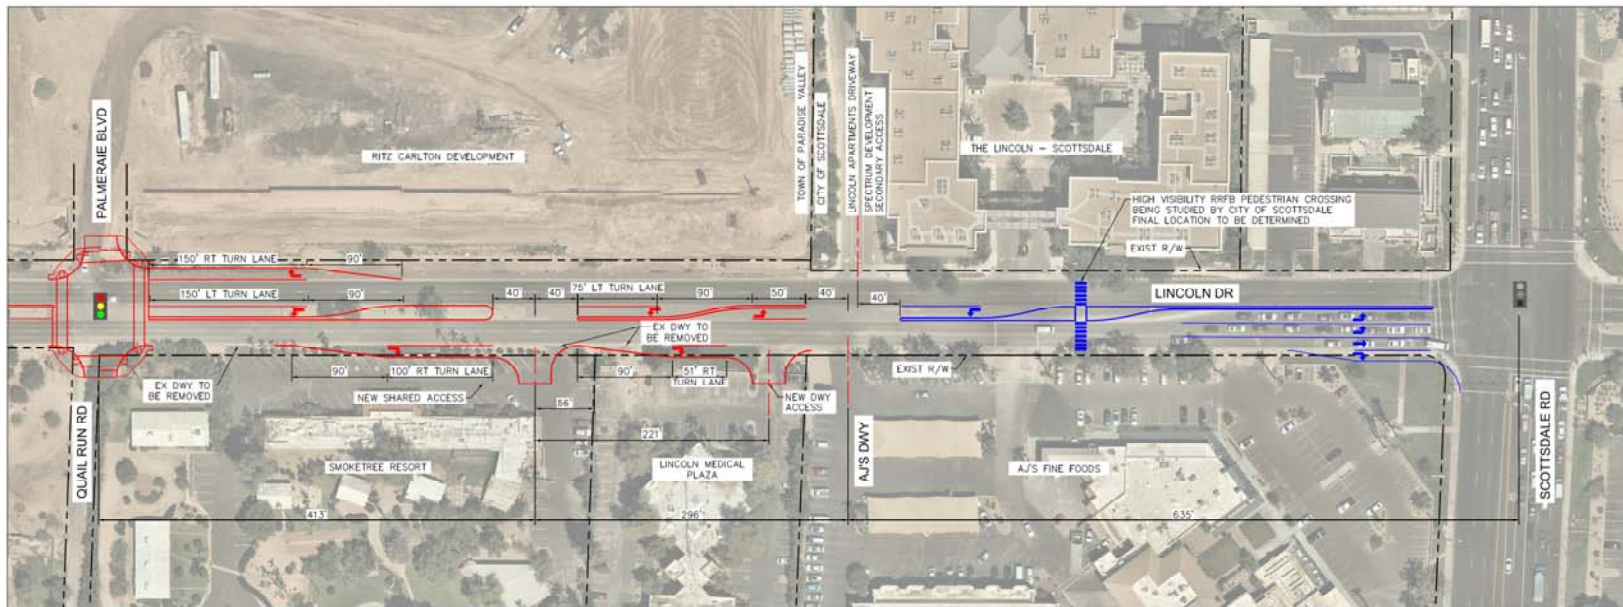 PALMERAIE BLVD
RITZ CARLTON DEVELOPMENT
TOWN OF PARADISE VALLEY
CITY OF SCOTTSDALE
LINCOLN APARTMENTS DRIVEWAY
SPECTRUM DEVELOPMENT
SECONDARY ACCESS
THE LINCOLN - SCOTTSDALE
HIGH VISIBILITY RRFB PEDESTRIAN CROSSING
BEING STUDIED BY CITY OF SCOTTSDALE
FINAL LOCATION TO BE DETERMINED
EXIST R/W
150' RT TURN LANE
90'
150' LT TURN LANE
90'
40'
40'
75' LT TURN LANE
90'
50'
40'
40'
LINCOLN DR
EX DWY TO
BE REMOVED
EX DWY TO
BE REMOVED
90'
100' RT TURN LANE
NEW SHARED ACCESS
90'
51' RT
TURN LANE
NEW DWY
ACCESS
EXIST R/W
66'
221'
QUAIL RUN RD
SMOKETREE RESORT
LINCOLN MEDICAL
PLAZA
AJ'S DWY
AJ'S FINE FOODS
SCOTTSDALE RD
413'
296'
635'